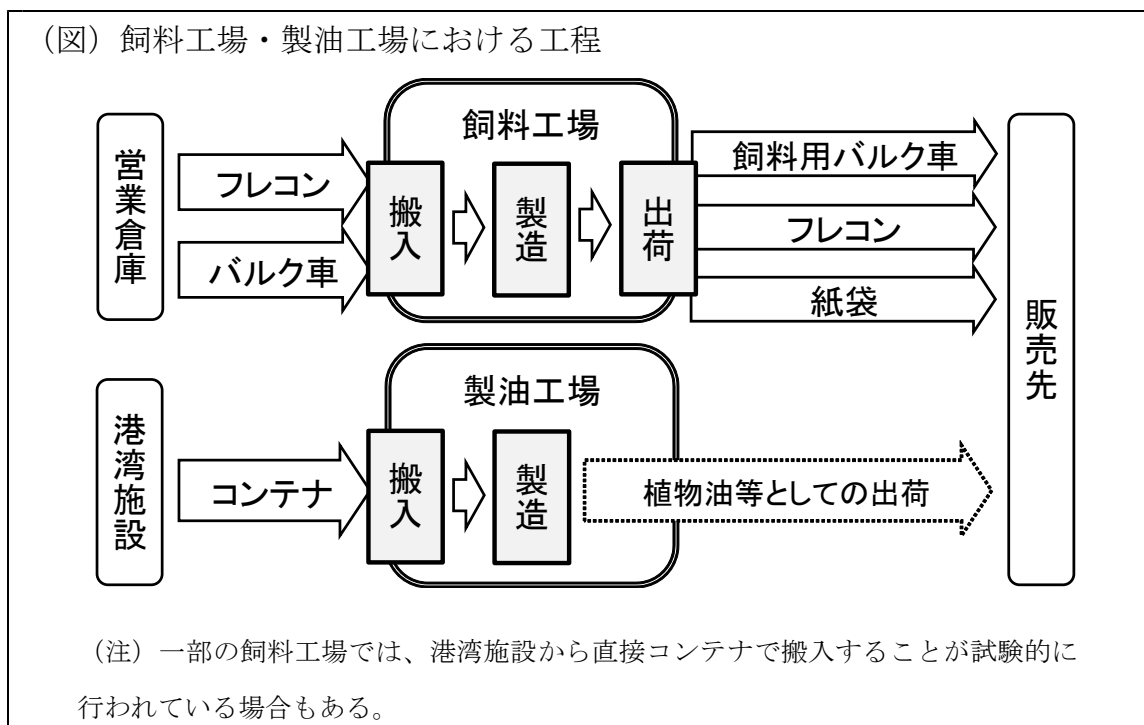 （図）飼料工場・製油工場における工程
営業倉庫
フレコン
バルク車
飼料工場
搬入
製造
出荷
飼料用バルク車
フレコン
紙袋
販売先
港湾施設
コンテナ
製油工場
搬入
製造
植物油等としての出荷
（注）一部の飼料工場では、港湾施設から直接コンテナで搬入することが試験的に
行われている場合もある。